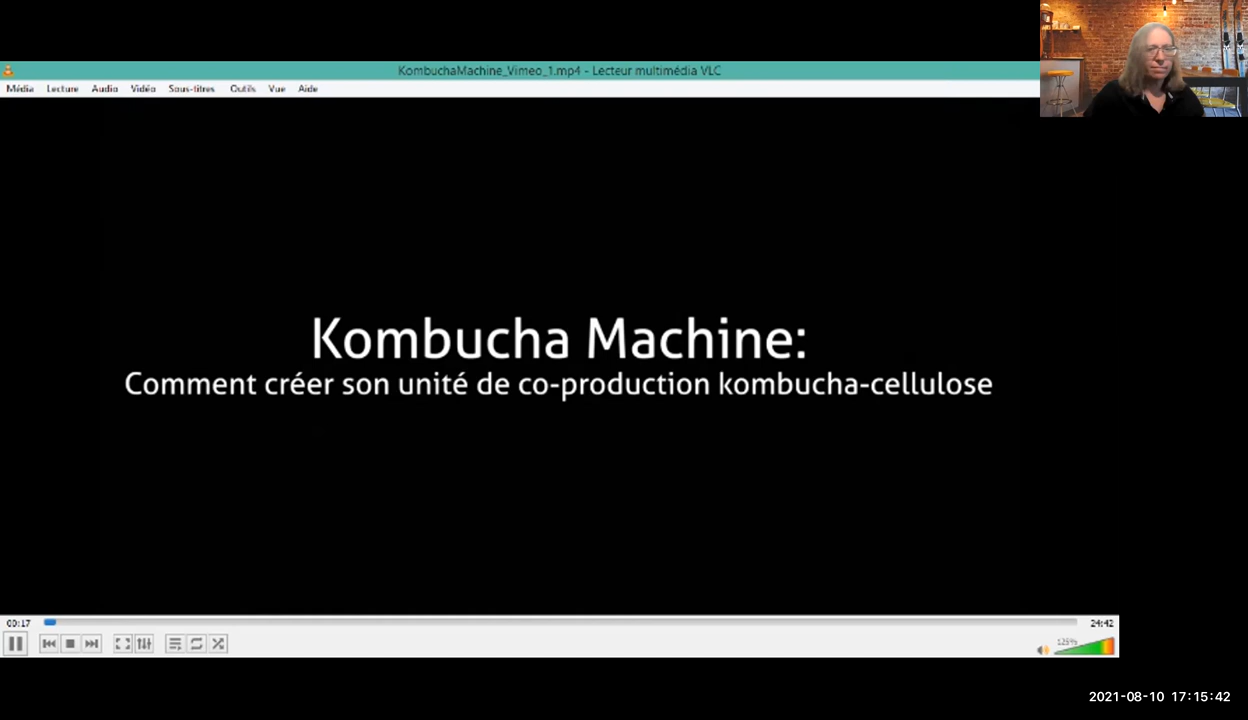 KombuchaMachine_Vimeo_1.mp4 - Lecteur multimédia VLC
Média Lecture Audio Vidéo Sous-titres Outils Vue Aide
Kombucha Machine:
Comment créer son unité de co-production kombucha-cellulose
00:17
24:42
125%
2021-08-10 17:15:42